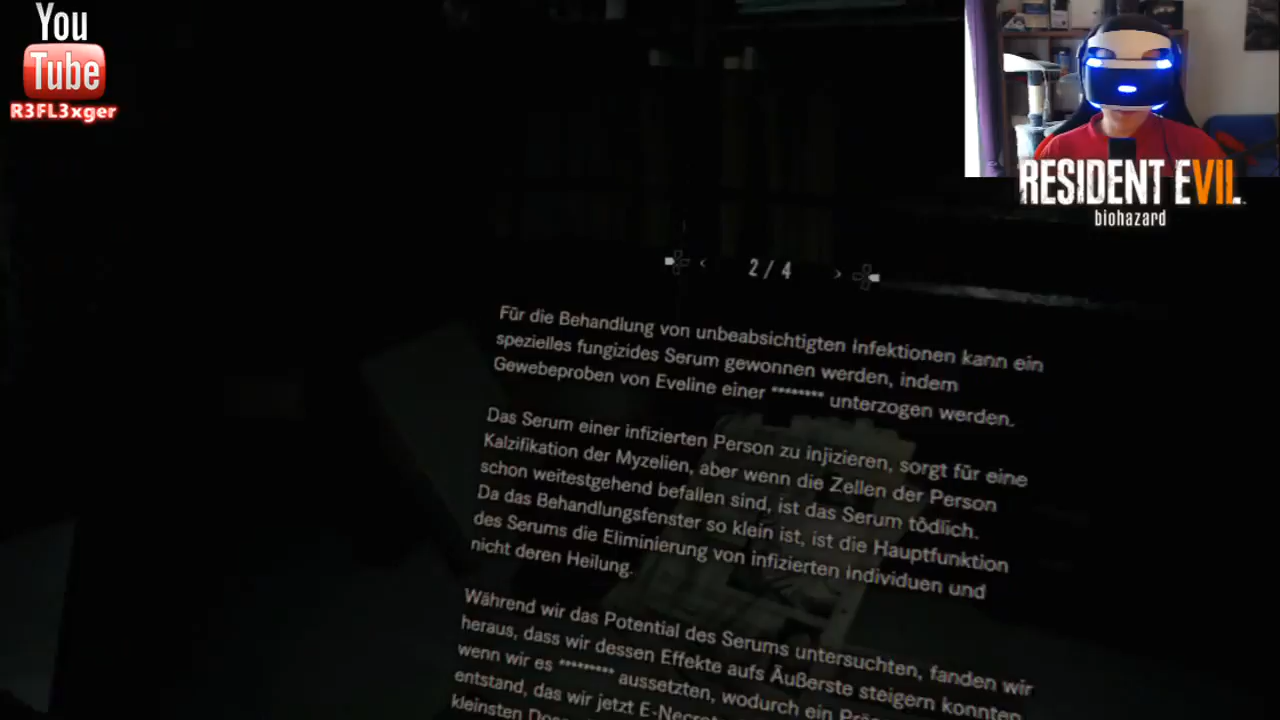 You
Tube
R3FL3xger
RESIDENT EVII.
biohazard
< 2 / 4 >
Für die Behandlung von unbeabsichtigten Infektionen kann ein
spezielles fungizides Serum gewonnen werden, indem
Gewebeproben von Eveline einer ******** unterzogen werden.
Das Serum einer infizierten Person zu injizieren, sorgt für eine
Kalzifikation der Myzelien, aber wenn die Zellen der Person
schon weitestgehend befallen sind, ist das Serum tödlich.
Da das Behandlungsfenster so klein ist, ist die Hauptfunktion
des Serums die Eliminierung von infizierten Individuen und
nicht deren Heilung.
Während wir das Potential des Serums untersuchten, fanden wir
heraus, dass wir dessen Effekte aufs Äußerste steigern konnten
wenn wir es ********* aussetzten, wodurch ein
entstand, das wir jetzt
kleinsten